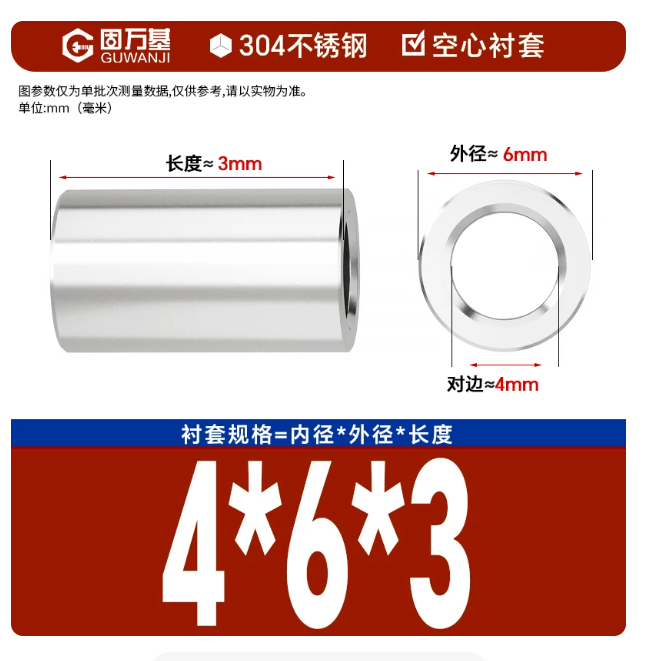 固万基 GUWANJI 304不锈钢 空心衬套
图参数仅为单批次测量数据,仅供参考,请以实物为准。
单位:mm（毫米）
长度≈ 3mm
外径≈ 6mm
对边≈4mm
衬套规格=内径*外径*长度
4*6*3